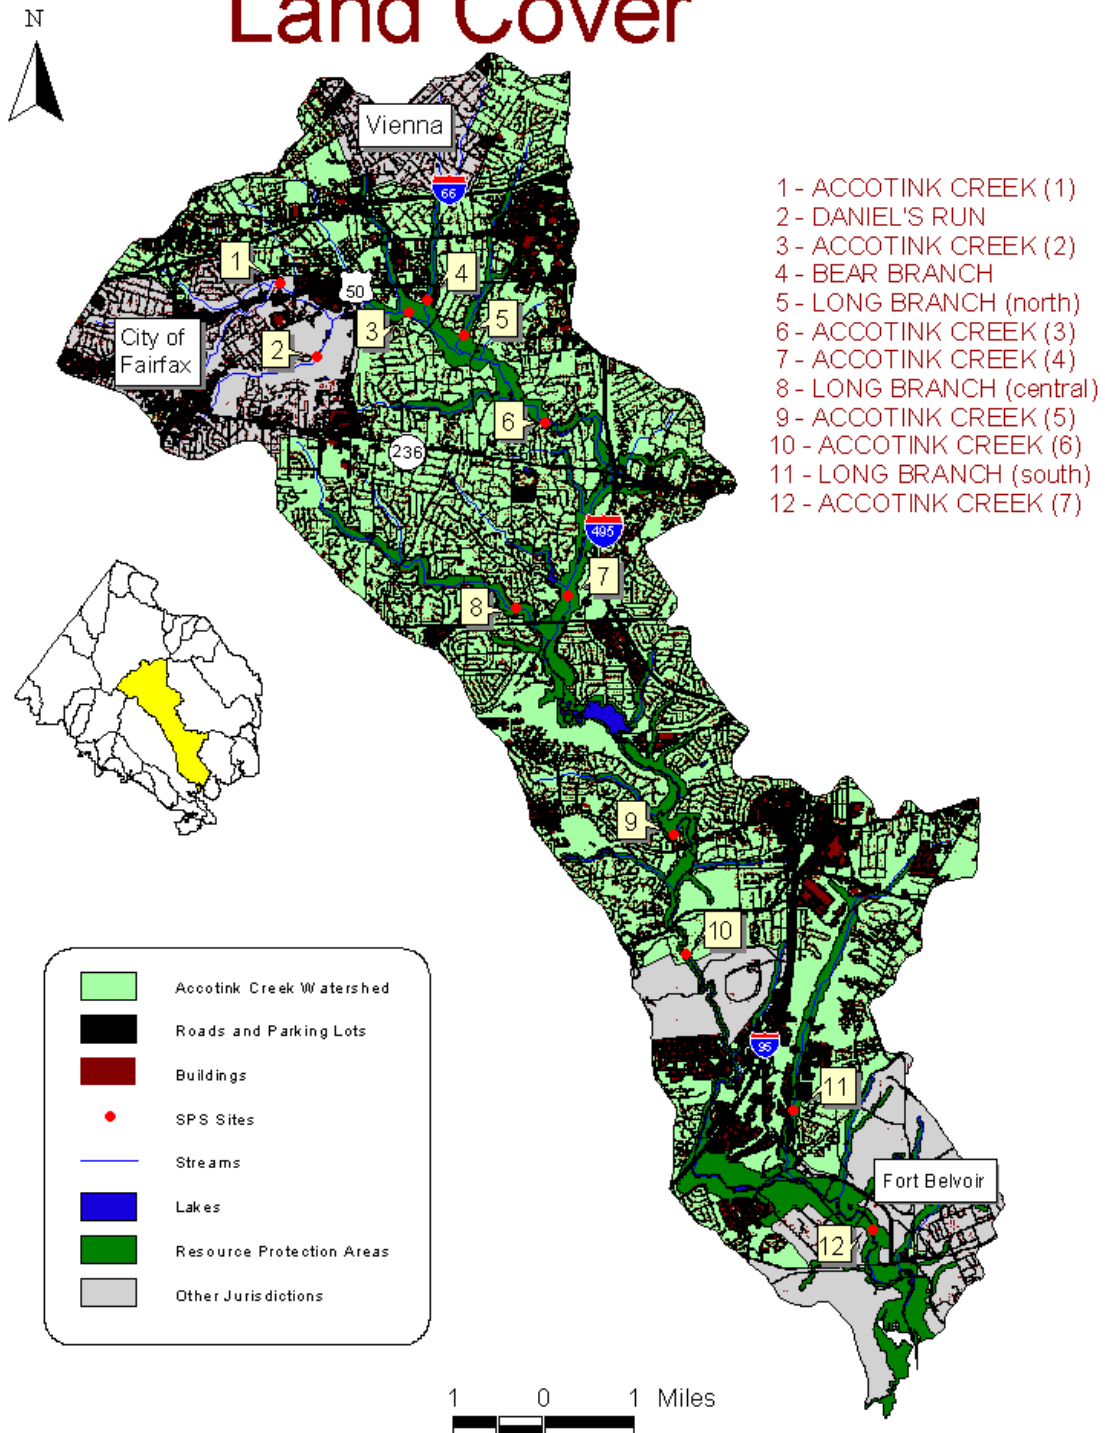 Land Cover
N
Vienna
66
1 - ACCOTINK CREEK (1)
2 - DANIEL'S RUN
3 - ACCOTINK CREEK (2)
4 - BEAR BRANCH
5 - LONG BRANCH (north)
6 - ACCOTINK CREEK (3)
7 - ACCOTINK CREEK (4)
8 - LONG BRANCH (central)
9 - ACCOTINK CREEK (5)
10 - ACCOTINK CREEK (6)
11 - LONG BRANCH (south)
12 - ACCOTINK CREEK (7)
1
4
50
3
5
City of
Fairfax
2
6
236
495
7
8
9
10
95
11
Fort Belvoir
12
Accotink Creek Watershed
Roads and Parking Lots
Buildings
SPS Sites
Streams
Lakes
Resource Protection Areas
Other Jurisdictions
1 0 1 Miles